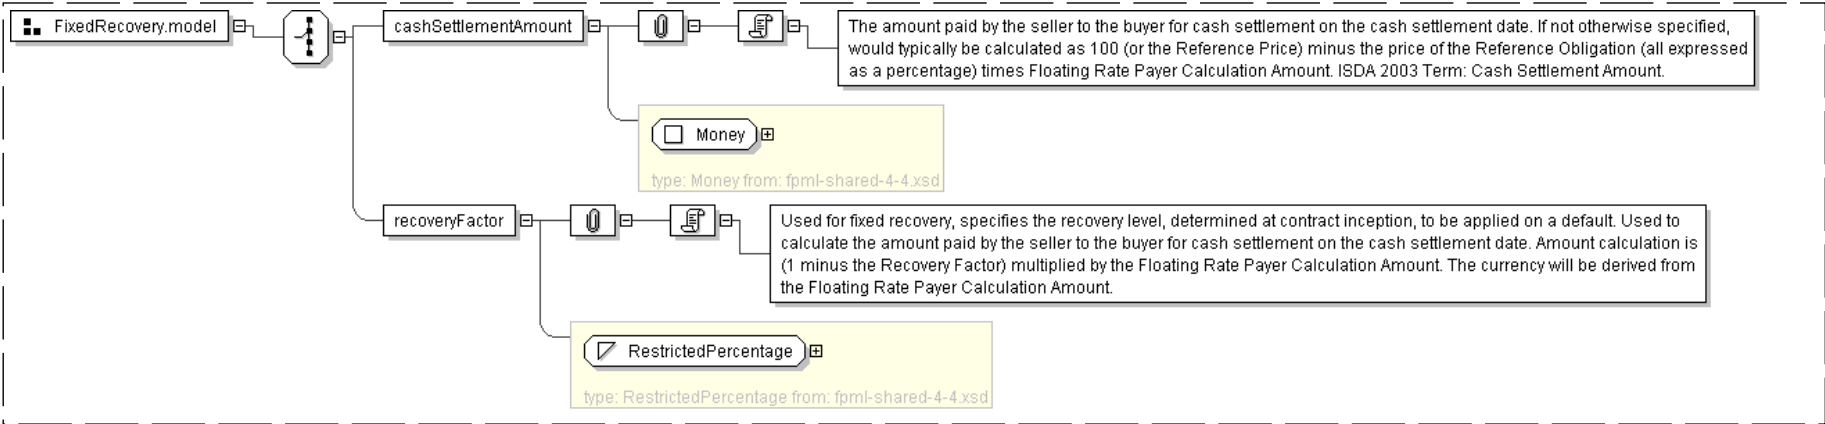 FixedRecovery.model
cashSettlementAmount
The amount paid by the seller to the buyer for cash settlement on the cash settlement date. If not otherwise specified,
would typically be calculated as 100 (or the Reference Price) minus the price of the Reference Obligation (all expressed
as a percentage) times Floating Rate Payer Calculation Amount. ISDA 2003 Term: Cash Settlement Amount.
Money
type: Money from: fpml-shared-4-4.xsd
recoveryFactor
Used for fixed recovery, specifies the recovery level, determined at contract inception, to be applied on a default. Used to
calculate the amount paid by the seller to the buyer for cash settlement on the cash settlement date. Amount calculation is
(1 minus the Recovery Factor) multiplied by the Floating Rate Payer Calculation Amount. The currency will be derived from
the Floating Rate Payer Calculation Amount.
RestrictedPercentage
type: RestrictedPercentage from: fpml-shared-4-4.xsd